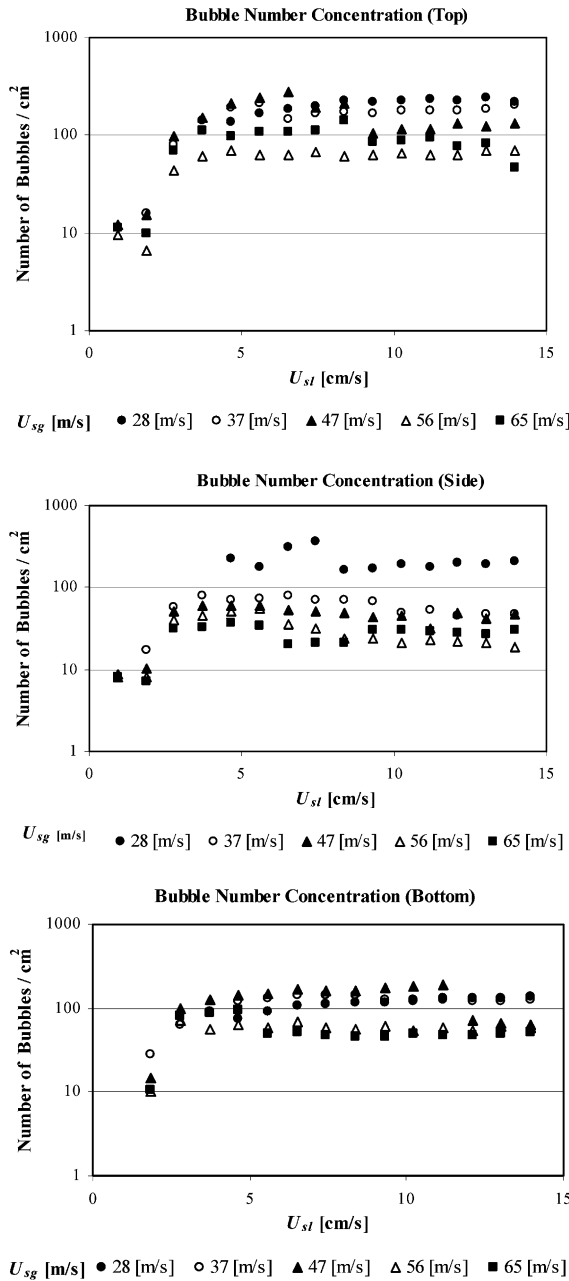 Bubble Number Concentration (Top)
1000
100
10
1
Number of Bubbles / cm²
0 5 10 15
Usl [cm/s]
Usg [m/s] ● 28 [m/s] ○ 37 [m/s] ▲ 47 [m/s] △ 56 [m/s] ■ 65 [m/s]
Bubble Number Concentration (Side)
1000
100
10
1
Number of Bubbles / cm²
0 5 10 15
Usl [cm/s]
Usg [m/s] ● 28 [m/s] ○ 37 [m/s] ▲ 47 [m/s] △ 56 [m/s] ■ 65 [m/s]
Bubble Number Concentration (Bottom)
1000
100
10
1
Number of Bubbles / cm²
0 5 10 15
Usl [cm/s]
Usg [m/s] ● 28 [m/s] ○ 37 [m/s] ▲ 47 [m/s] △ 56 [m/s] ■ 65 [m/s]